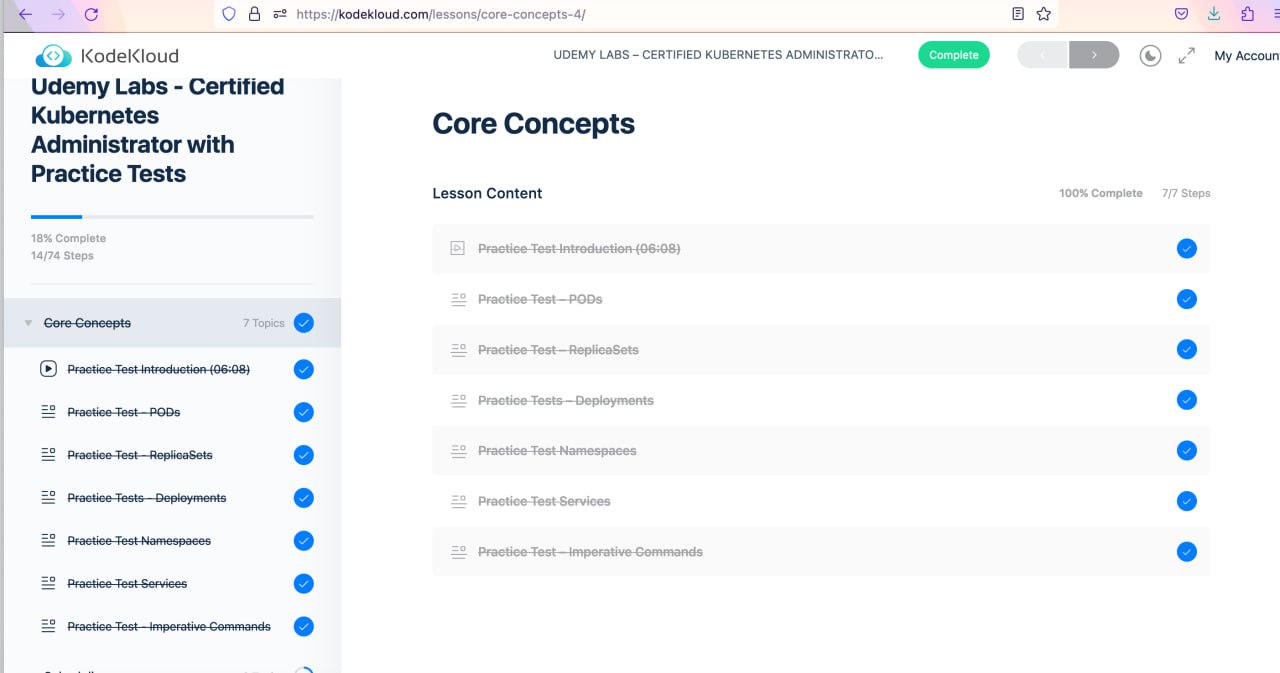 https://kodekloud.com/lessons/core-concepts-4/
KodeKloud
UDEMY LABS – CERTIFIED KUBERNETES ADMINISTRATO...
Complete
My Accoun
Udemy Labs - Certified
Kubernetes
Administrator with
Practice Tests
18% Complete
14/74 Steps
Core Concepts
7 Topics
Practice Test Introduction (06:08)
Practice Test - PODs
Practice Test - ReplicaSets
Practice Tests - Deployments
Practice Test Namespaces
Practice Test Services
Practice Test - Imperative Commands
Core Concepts
Lesson Content
100% Complete
7/7 Steps
Practice Test Introduction (06:08)
Practice Test – PODs
Practice Test – ReplicaSets
Practice Tests – Deployments
Practice Test Namespaces
Practice Test Services
Practice Test – Imperative Commands